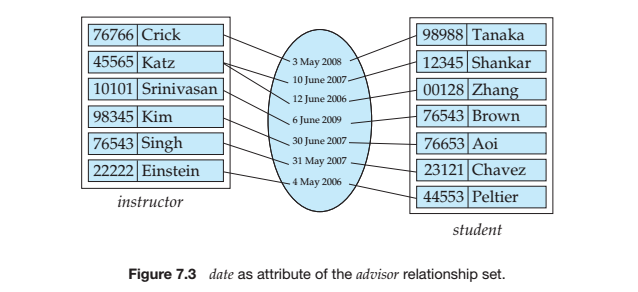 76766 Crick
45565 Katz
10101 Srinivasan
98345 Kim
76543 Singh
22222 Einstein
instructor
3 May 2008
10 June 2007
12 June 2006
6 June 2009
30 June 2007
31 May 2007
4 May 2006
98988 Tanaka
12345 Shankar
00128 Zhang
76543 Brown
76653 Aoi
23121 Chavez
44553 Peltier
student
Figure 7.3 date as attribute of the advisor relationship set.